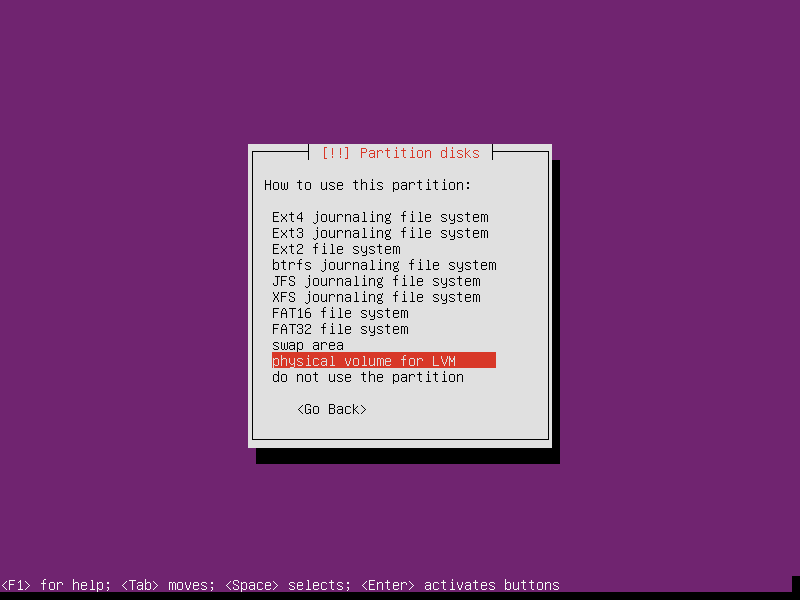 [!!] Partition disks
How to use this partition:
Ext4 journaling file system
Ext3 journaling file system
Ext2 file system
btrfs journaling file system
JFS journaling file system
XFS journaling file system
FAT16 file system
FAT32 file system
swap area
physical volume for LVM
do not use the partition
<Go Back>
<F1> for help; <Tab> moves; <Space> selects; <Enter> activates buttons